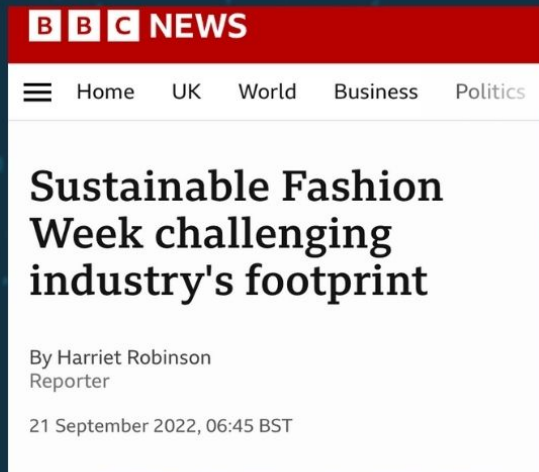 BBC NEWS
Home UK World Business Politics
Sustainable Fashion
Week challenging
industry's footprint
By Harriet Robinson
Reporter
21 September 2022, 06:45 BST